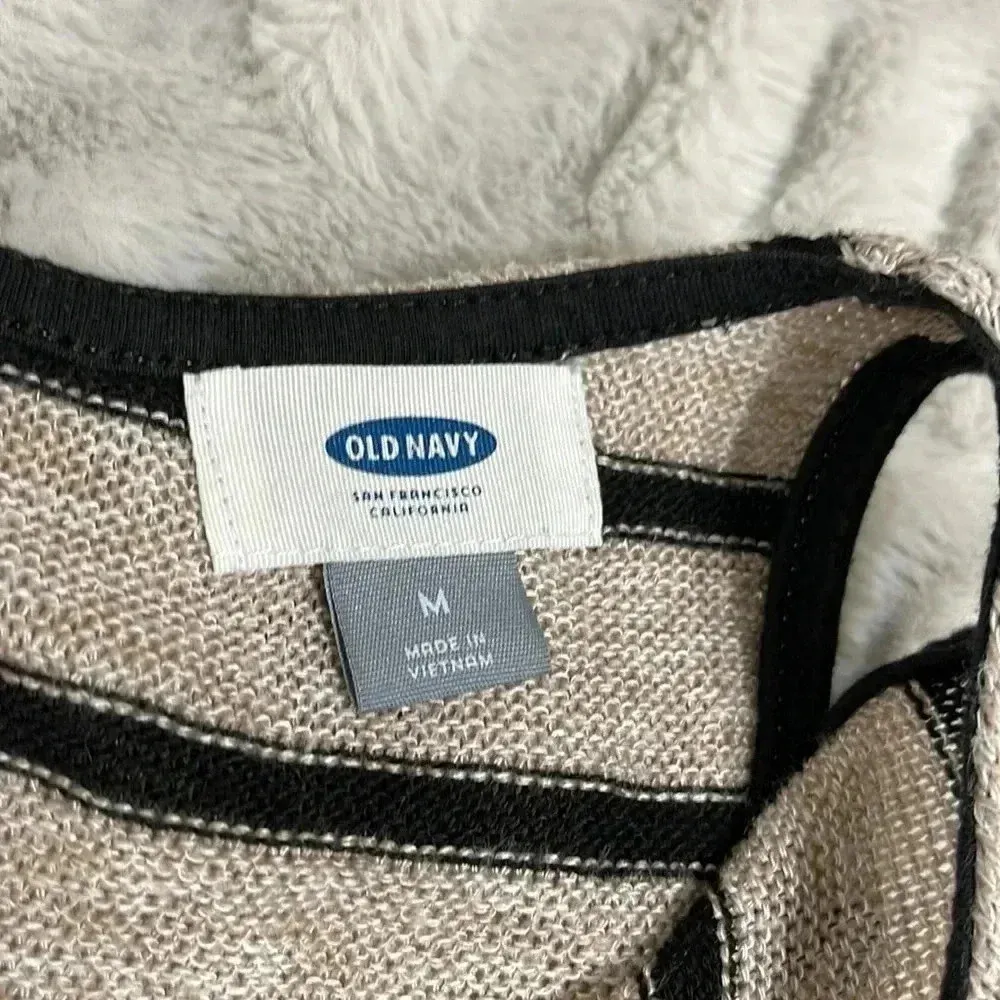 OLD NAVY
SAN FRANCISCO
CALIFORNIA
M
MADE IN
VIETNAM